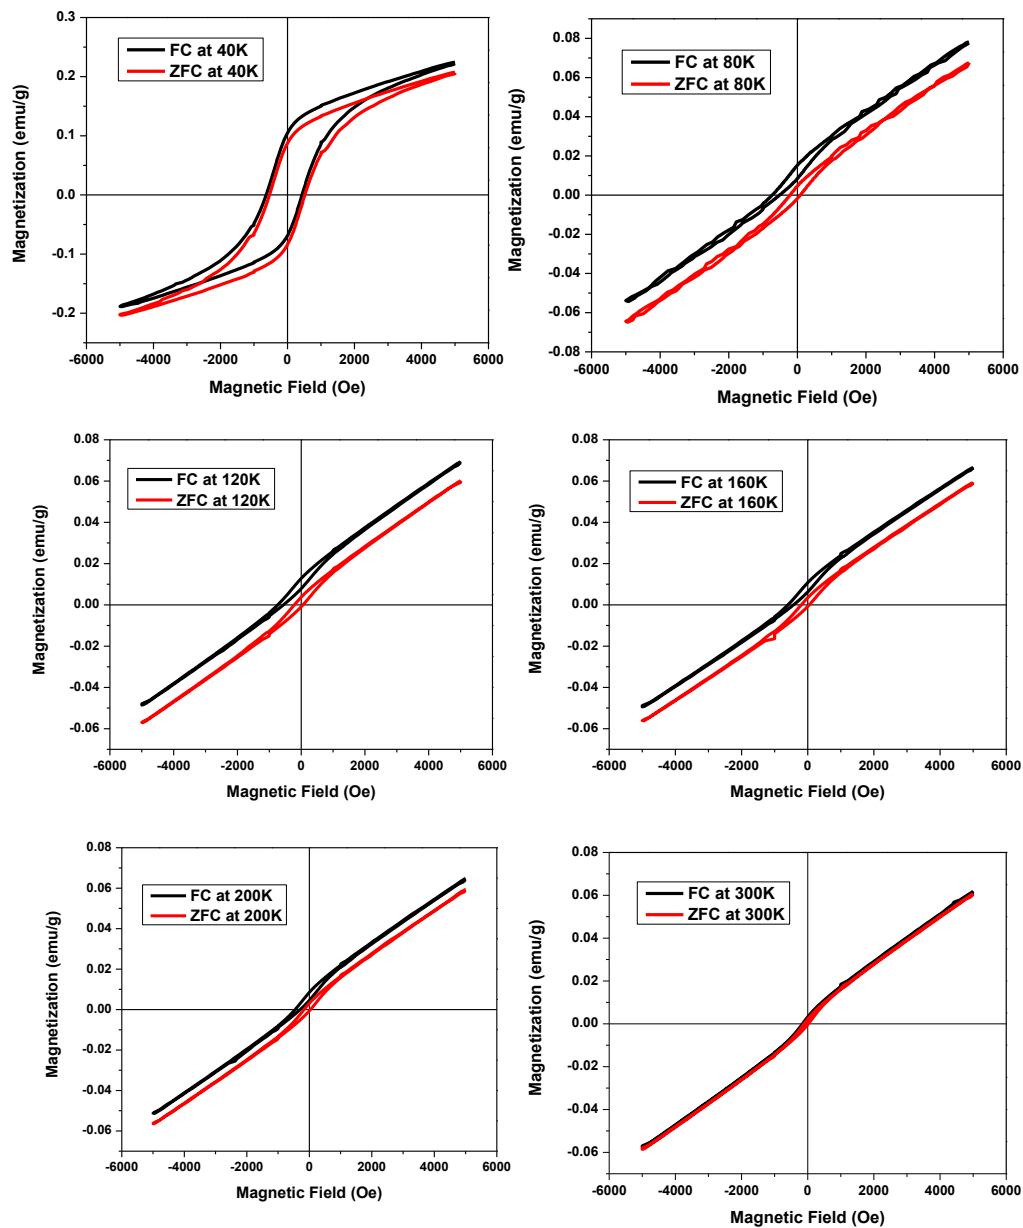 0.3
0.2
0.1
0.0
-0.1
-0.2
Magnetization (emu/g)
FC at 40K
ZFC at 40K
-6000 -4000 -2000 0 2000 4000 6000
Magnetic Field (Oe)
0.08
0.06
0.04
0.02
0.00
-0.02
-0.04
-0.06
-0.08
Magnetization (emu/g)
FC at 80K
ZFC at 80K
-6000 -4000 -2000 0 2000 4000 6000
Magnetic Field (Oe)
0.08
0.06
0.04
0.02
0.00
-0.02
-0.04
-0.06
Magnetization (emu/g)
FC at 120K
ZFC at 120K
-6000 -4000 -2000 0 2000 4000 6000
Magnetic Field (Oe)
0.08
0.06
0.04
0.02
0.00
-0.02
-0.04
-0.06
Magnetization (emu/g)
FC at 160K
ZFC at 160K
-6000 -4000 -2000 0 2000 4000 6000
Magnetic Field (Oe)
0.08
0.06
0.04
0.02
0.00
-0.02
-0.04
-0.06
Magnetization (emu/g)
FC at 200K
ZFC at 200K
-6000 -4000 -2000 0 2000 4000 6000
Magnetic Field (Oe)
0.08
0.06
0.04
0.02
0.00
-0.02
-0.04
-0.06
Magnetization (emu/g)
FC at 300K
ZFC at 300K
-6000 -4000 -2000 0 2000 4000 6000
Magnetic Field (Oe)